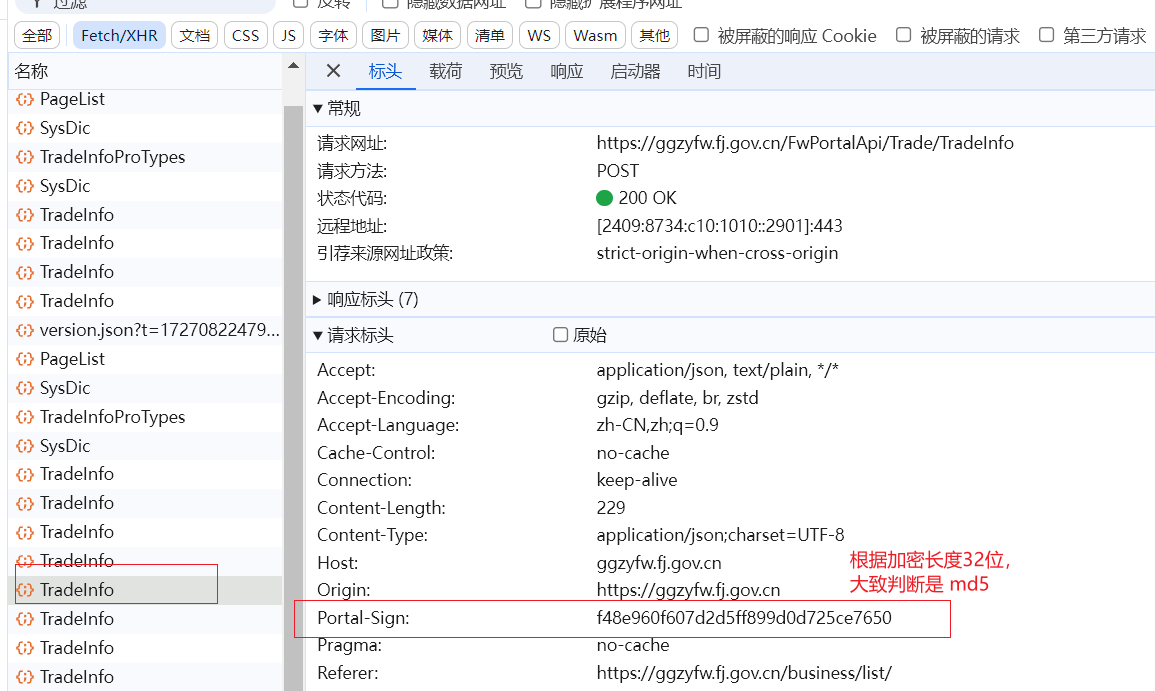 过滤
反转
隐藏数据网址
隐藏扩展程序网址
全部
Fetch/XHR
文档
CSS
JS
字体
图片
媒体
清单
WS
Wasm
其他
被屏蔽的响应 Cookie
被屏蔽的请求
第三方请求
名称
PageList
SysDic
TradeInfoProTypes
SysDic
TradeInfo
TradeInfo
TradeInfo
TradeInfo
version.json?t=17270822479...
PageList
SysDic
TradeInfoProTypes
SysDic
TradeInfo
TradeInfo
TradeInfo
TradeInfo
TradeInfo
TradeInfo
TradeInfo
TradeInfo
标头
载荷
预览
响应
启动器
时间
常规
请求网址: https://ggzyfw.fj.gov.cn/FwPortalApi/Trade/TradeInfo
请求方法: POST
状态代码: 200 OK
远程地址: [2409:8734:c10:1010::2901]:443
引荐来源网址政策: strict-origin-when-cross-origin
响应标头 (7)
请求标头
原始
Accept: application/json, text/plain, */*
Accept-Encoding: gzip, deflate, br, zstd
Accept-Language: zh-CN,zh;q=0.9
Cache-Control: no-cache
Connection: keep-alive
Content-Length: 229
Content-Type: application/json;charset=UTF-8
Host: ggzyfw.fj.gov.cn
Origin: https://ggzyfw.fj.gov.cn
Portal-Sign: f48e960f607d2d5ff899d0d725ce7650
Pragma: no-cache
Referer: https://ggzyfw.fj.gov.cn/business/list/
根据加密长度32位，
大致判断是 md5